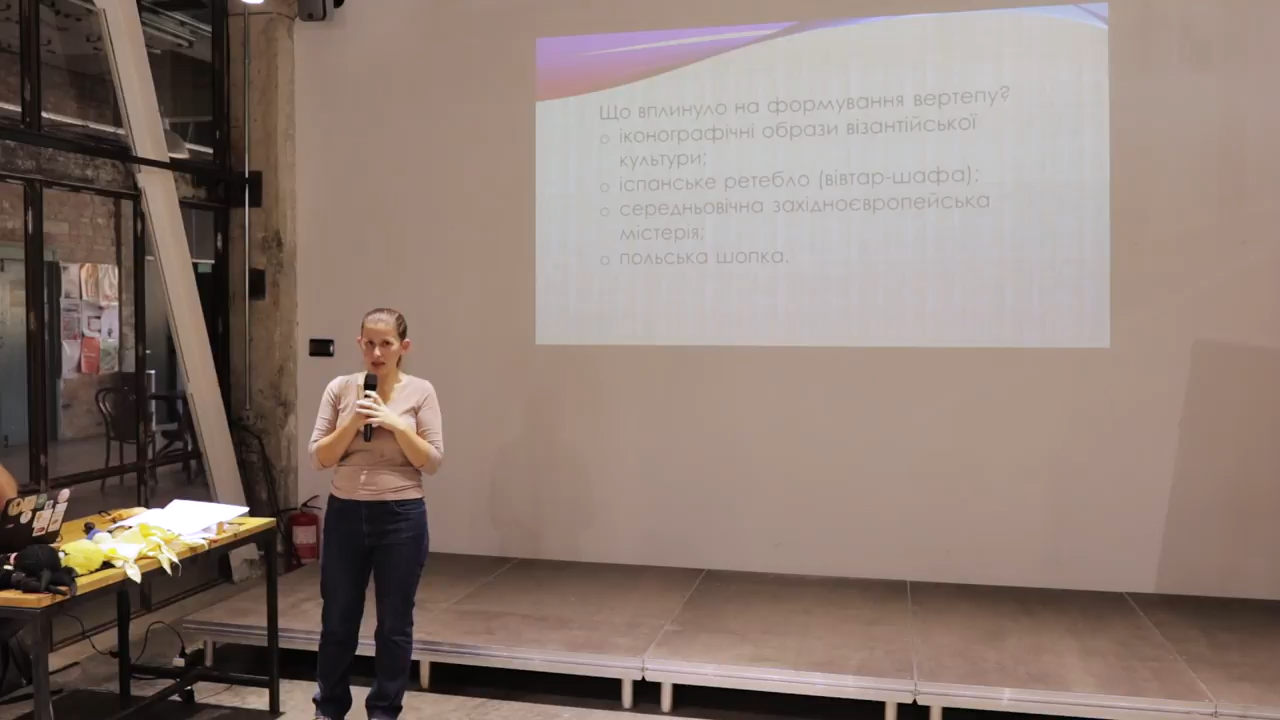 Що вплинуло на формування вертепу?
іконографічні образи візантійської
культури;
іспанське ретебло (вівтар-шафа);
середньовічна західноєвропейська
містерія;
польська шопка.